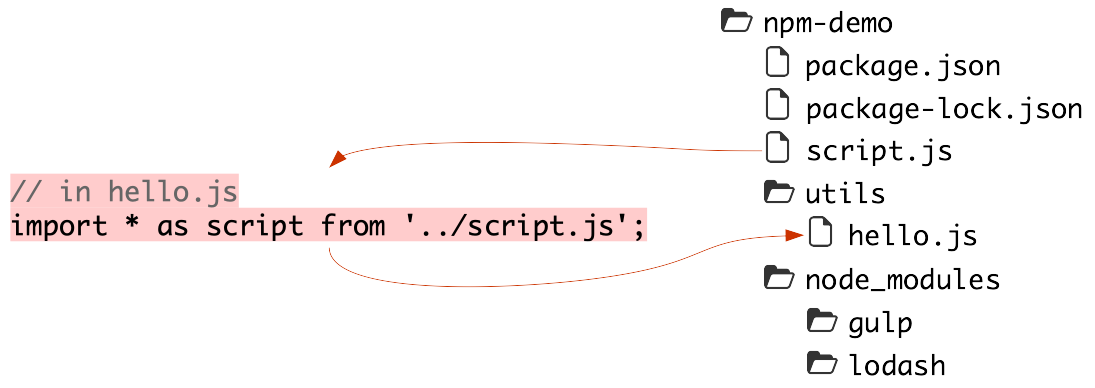 npm-demo
package.json
package-lock.json
script.js
// in hello.js
import * as script from '../script.js';
utils
hello.js
node_modules
gulp
lodash